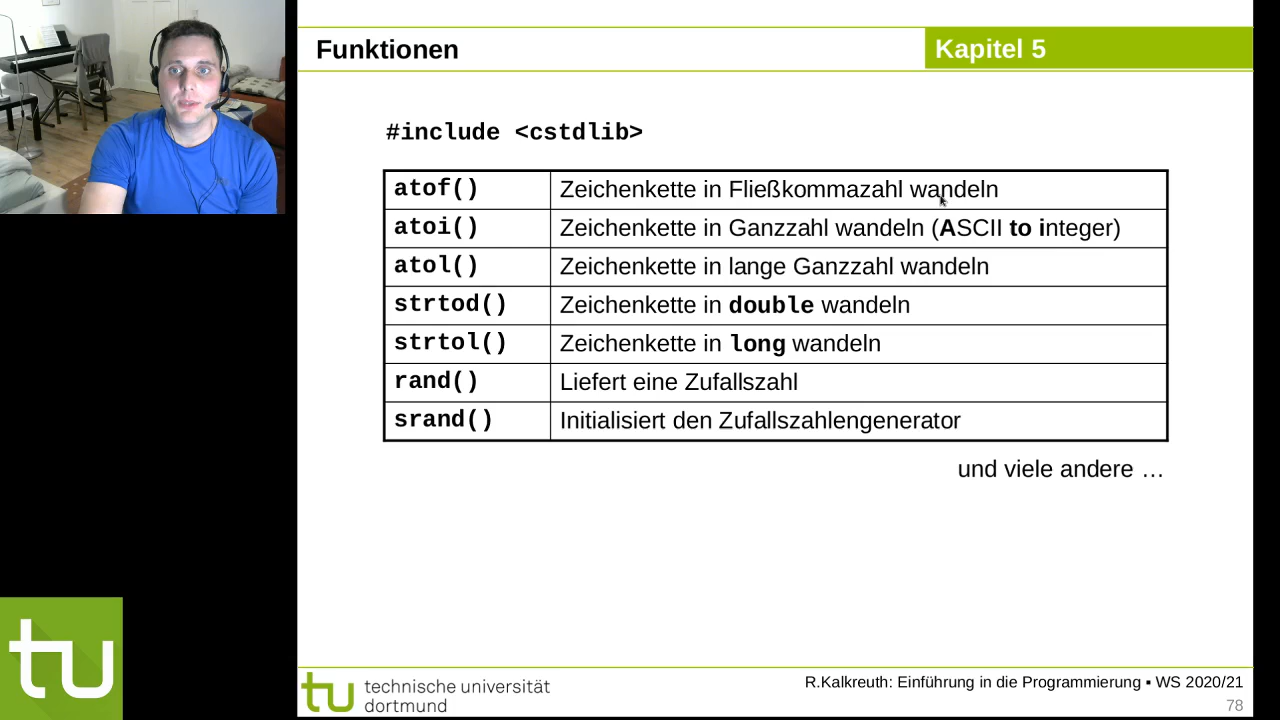 Funktionen
Kapitel 5
#include <cstdlib>
atof() Zeichenkette in Fließkommazahl wandeln
atoi() Zeichenkette in Ganzzahl wandeln (ASCII to integer)
atol() Zeichenkette in lange Ganzzahl wandeln
strtod() Zeichenkette in double wandeln
strtol() Zeichenkette in long wandeln
rand() Liefert eine Zufallszahl
srand() Initialisiert den Zufallszahlengenerator
und viele andere …
tu
tu technische universität
dortmund
R.Kalkreuth: Einführung in die Programmierung ▪ WS 2020/21
78